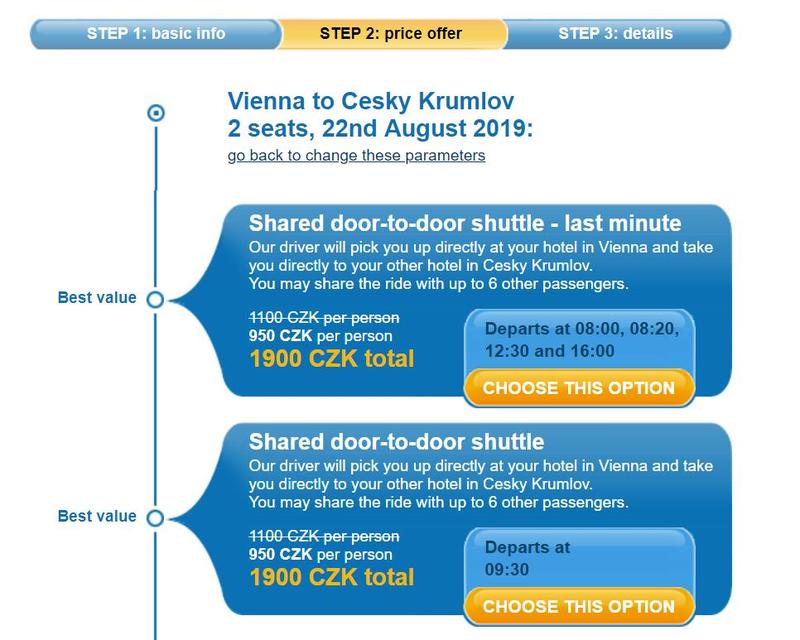 STEP 1: basic info
STEP 2: price offer
STEP 3: details
Vienna to Cesky Krumlov
2 seats, 22nd August 2019:
go back to change these parameters
Best value
Shared door-to-door shuttle - last minute
Our driver will pick you up directly at your hotel in Vienna and take
you directly to your other hotel in Cesky Krumlov.
You may share the ride with up to 6 other passengers.
1100 CZK per person
950 CZK per person
1900 CZK total
Departs at 08:00, 08:20,
12:30 and 16:00
CHOOSE THIS OPTION
Best value
Shared door-to-door shuttle
Our driver will pick you up directly at your hotel in Vienna and take
you directly to your other hotel in Cesky Krumlov.
You may share the ride with up to 6 other passengers.
1100 CZK per person
950 CZK per person
1900 CZK total
Departs at
09:30
CHOOSE THIS OPTION